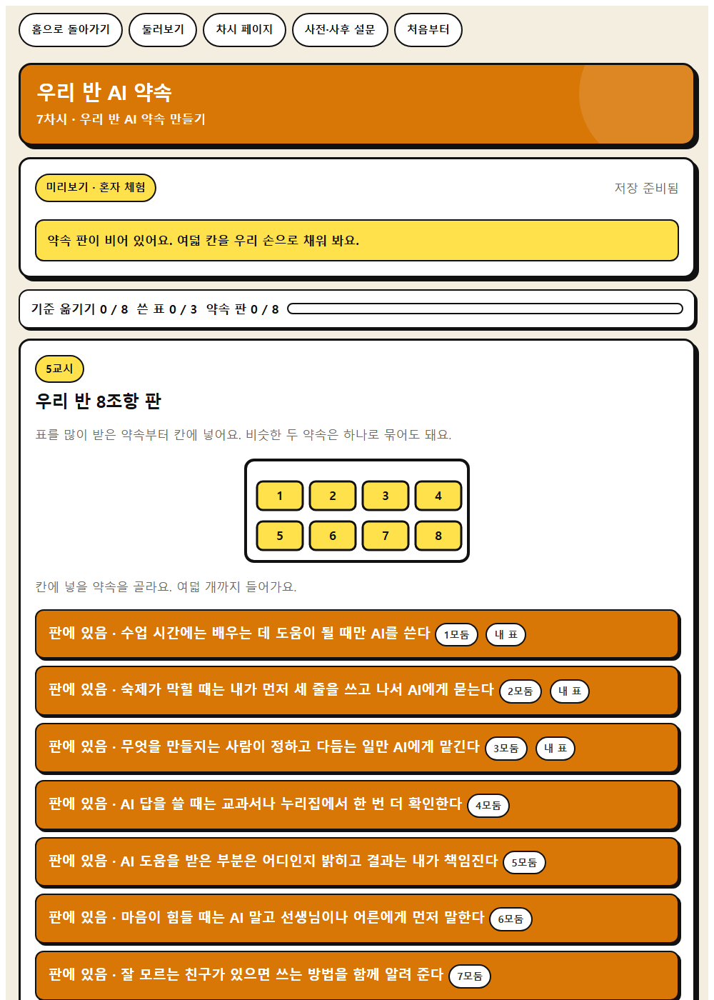 홈으로 돌아가기 둘러보기 차시 페이지 사전·사후 설문 처음부터
우리 반 AI 약속
7차시 · 우리 반 AI 약속 만들기
미리보기 · 혼자 체험 저장 준비됨
약속 판이 비어 있어요. 여덟 칸을 우리 손으로 채워 봐요.
기준 옮기기 0 / 8 쓴 표 0 / 3 약속 판 0 / 8
5교시
우리 반 8조항 판
표를 많이 받은 약속부터 칸에 넣어요. 비슷한 두 약속은 하나로 묶어도 돼요.
1 2 3 4
5 6 7 8
칸에 넣을 약속을 골라요. 여덟 개까지 들어가요.
판에 있음 · 수업 시간에는 배우는 데 도움이 될 때만 AI를 쓴다 1모둠 내 표
판에 있음 · 숙제가 막힐 때는 내가 먼저 세 줄을 쓰고 나서 AI에게 묻는다 2모둠 내 표
판에 있음 · 무엇을 만들지는 사람이 정하고 다듬는 일만 AI에게 맡긴다 3모둠 내 표
판에 있음 · AI 답을 쓸 때는 교과서나 누리집에서 한 번 더 확인한다 4모둠
판에 있음 · AI 도움을 받은 부분은 어디인지 밝히고 결과는 내가 책임진다 5모둠
판에 있음 · 마음이 힘들 때는 AI 말고 선생님이나 어른에게 먼저 말한다 6모둠
판에 있음 · 잘 모르는 친구가 있으면 쓰는 방법을 함께 알려 준다 7모둠